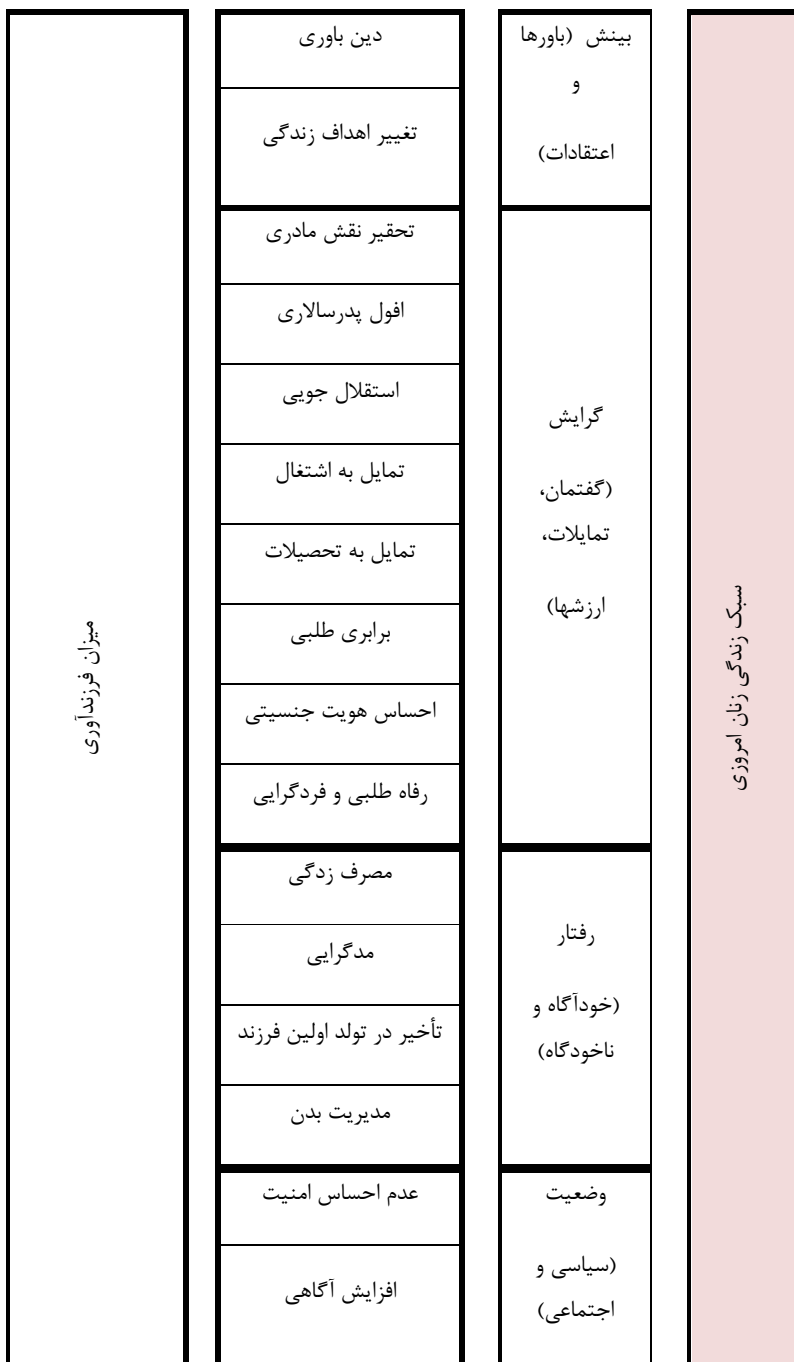 سبک زندگی زنان امروزی
بینش (باورها
و
اعتقادات)
دین باوری
تغییر اهداف زندگی
گرایش
(گفتمان،
تمایلات،
ارزشها)
تحقیر نقش مادری
افول پدرسالاری
استقلال جویی
تمایل به اشتغال
تمایل به تحصیلات
برابری طلبی
احساس هویت جنسیتی
رفاه طلبی و فردگرایی
رفتار
(خودآگاه و
ناخودگاه)
مصرف زدگی
مدگرایی
تأخیر در تولد اولین فرزند
مدیریت بدن
وضعیت
(سیاسی و
اجتماعی)
عدم احساس امنیت
افزایش آگاهی
میزان فرزندآوری